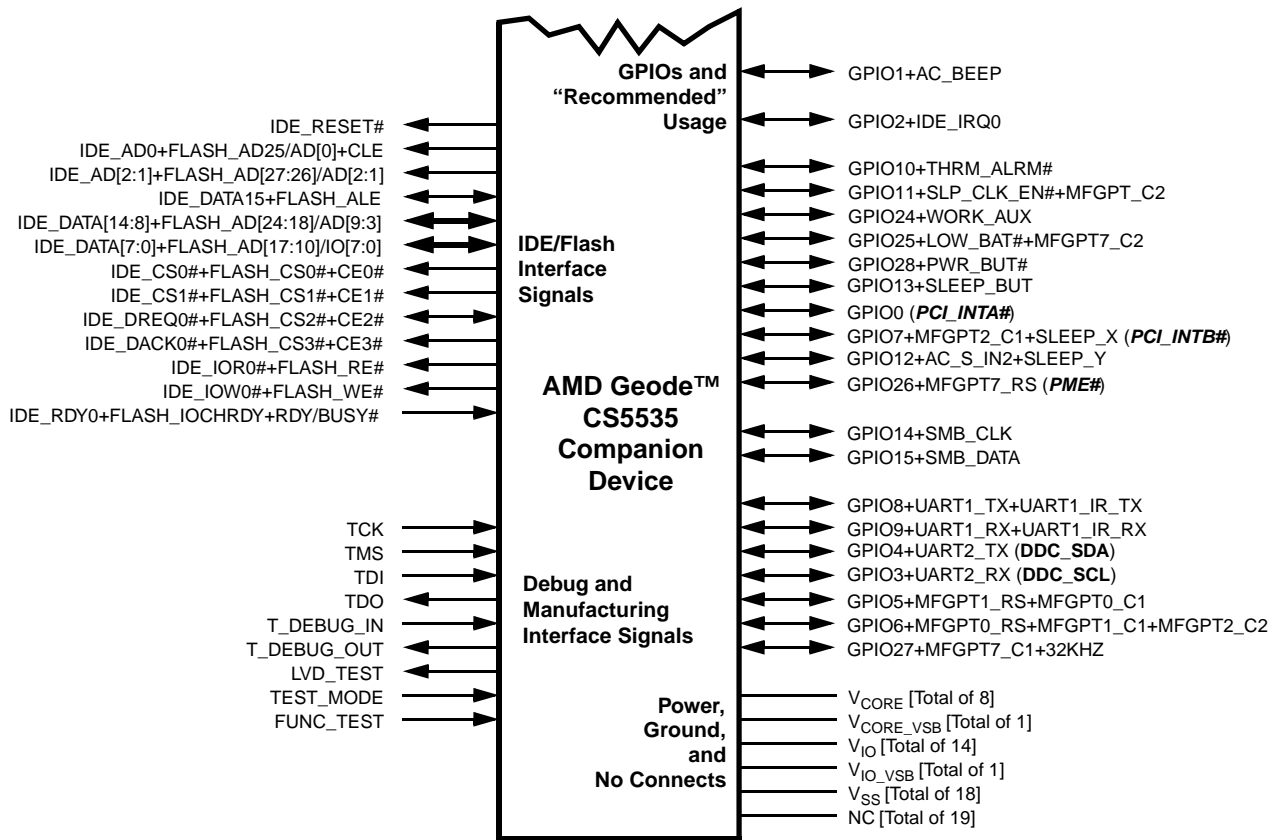 GPIOs and
“Recommended”
Usage
IDE_RESET#
IDE_AD0+FLASH_AD25/AD[0]+CLE
IDE_AD[2:1]+FLASH_AD[27:26]/AD[2:1]
IDE_DATA15+FLASH_ALE
IDE_DATA[14:8]+FLASH_AD[24:18]/AD[9:3]
IDE_DATA[7:0]+FLASH_AD[17:10]/IO[7:0]
IDE_CS0#+FLASH_CS0#+CE0#
IDE_CS1#+FLASH_CS1#+CE1#
IDE_DREQ0#+FLASH_CS2#+CE2#
IDE_DACK0#+FLASH_CS3#+CE3#
IDE_IOR0#+FLASH_RE#
IDE_IOW0#+FLASH_WE#
IDE_RDY0+FLASH_IOCHRDY+RDY/BUSY#
IDE/Flash
Interface
Signals
AMD Geode™
CS5535
Companion
Device
TCK
TMS
TDI
TDO
T_DEBUG_IN
T_DEBUG_OUT
LVD_TEST
TEST_MODE
FUNC_TEST
Debug and
Manufacturing
Interface Signals
Power,
Ground,
and
No Connects
GPIO1+AC_BEEP
GPIO2+IDE_IRQ0
GPIO10+THRM_ALRM#
GPIO11+SLP_CLK_EN#+MFGPT_C2
GPIO24+WORK_AUX
GPIO25+LOW_BAT#+MFGPT7_C2
GPIO28+PWR_BUT#
GPIO13+SLEEP_BUT
GPIO0 (PCI_INTA#)
GPIO7+MFGPT2_C1+SLEEP_X (PCI_INTB#)
GPIO12+AC_S_IN2+SLEEP_Y
GPIO26+MFGPT7_RS (PME#)
GPIO14+SMB_CLK
GPIO15+SMB_DATA
GPIO8+UART1_TX+UART1_IR_TX
GPIO9+UART1_RX+UART1_IR_RX
GPIO4+UART2_TX (DDC_SDA)
GPIO3+UART2_RX (DDC_SCL)
GPIO5+MFGPT1_RS+MFGPT0_C1
GPIO6+MFGPT0_RS+MFGPT1_C1+MFGPT2_C2
GPIO27+MFGPT7_C1+32KHZ
VCORE [Total of 8]
VCORE_VSB [Total of 1]
VIO [Total of 14]
VIO_VSB [Total of 1]
VSS [Total of 18]
NC [Total of 19]